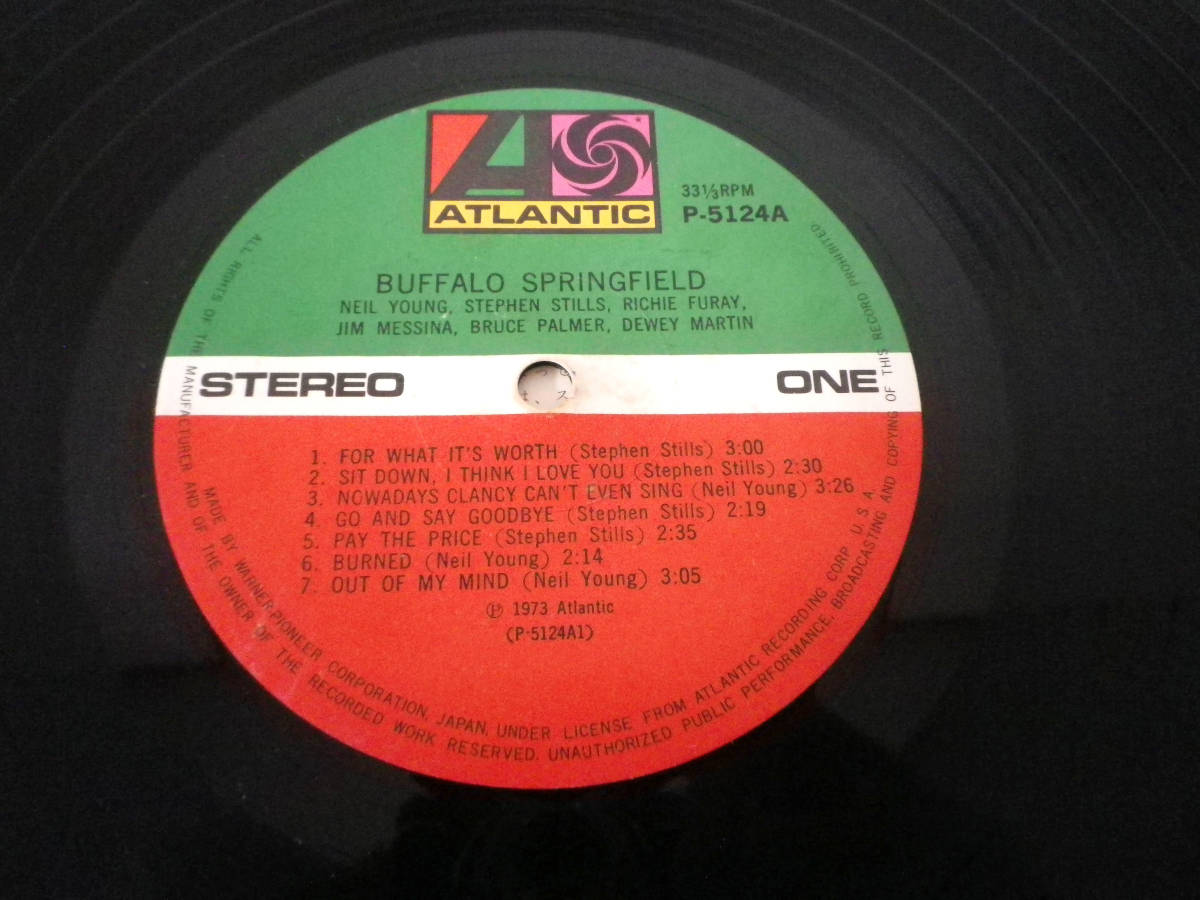 ATLANTIC
33⅓RPM
P-5124A
BUFFALO SPRINGFIELD
NEIL YOUNG, STEPHEN STILLS, RICHIE FURAY,
JIM MESSINA, BRUCE PALMER, DEWEY MARTIN
STEREO
ONE
1. FOR WHAT IT'S WORTH (Stephen Stills) 3:00
2. SIT DOWN, I THINK I LOVE YOU (Stephen Stills) 2:30
3. NOWADAYS CLANCY CAN'T EVEN SING (Neil Young) 3:26
4. GO AND SAY GOODBYE (Stephen Stills) 2:19
5. PAY THE PRICE (Stephen Stills) 2:35
6. BURNED (Neil Young) 2:14
7. OUT OF MY MIND (Neil Young) 3:05
℗ 1973 Atlantic
(P-5124A1)
MADE BY WARNER-PIONEER CORPORATION, JAPAN, UNDER LICENSE FROM ATLANTIC RECORDING CORP. U.S.A.
ALL RIGHTS OF THE MANUFACTURER AND OF THE OWNER OF THE RECORDED WORK RESERVED. UNAUTHORIZED PUBLIC PERFORMANCE, BROADCASTING AND COPYING OF THIS RECORD PROHIBITED.